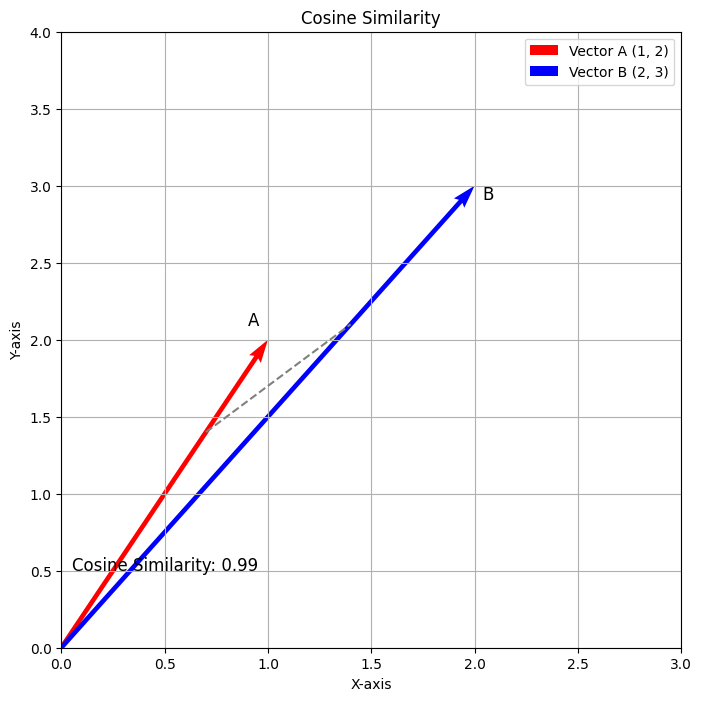 Cosine Similarity
4.0
Vector A (1, 2)
Vector B (2, 3)
3.5
3.0
B
2.5
A
2.0
Y-axis
1.5
1.0
Cosine Similarity: 0.99
0.5
0.0
0.0 0.5 1.0 1.5 2.0 2.5 3.0
X-axis